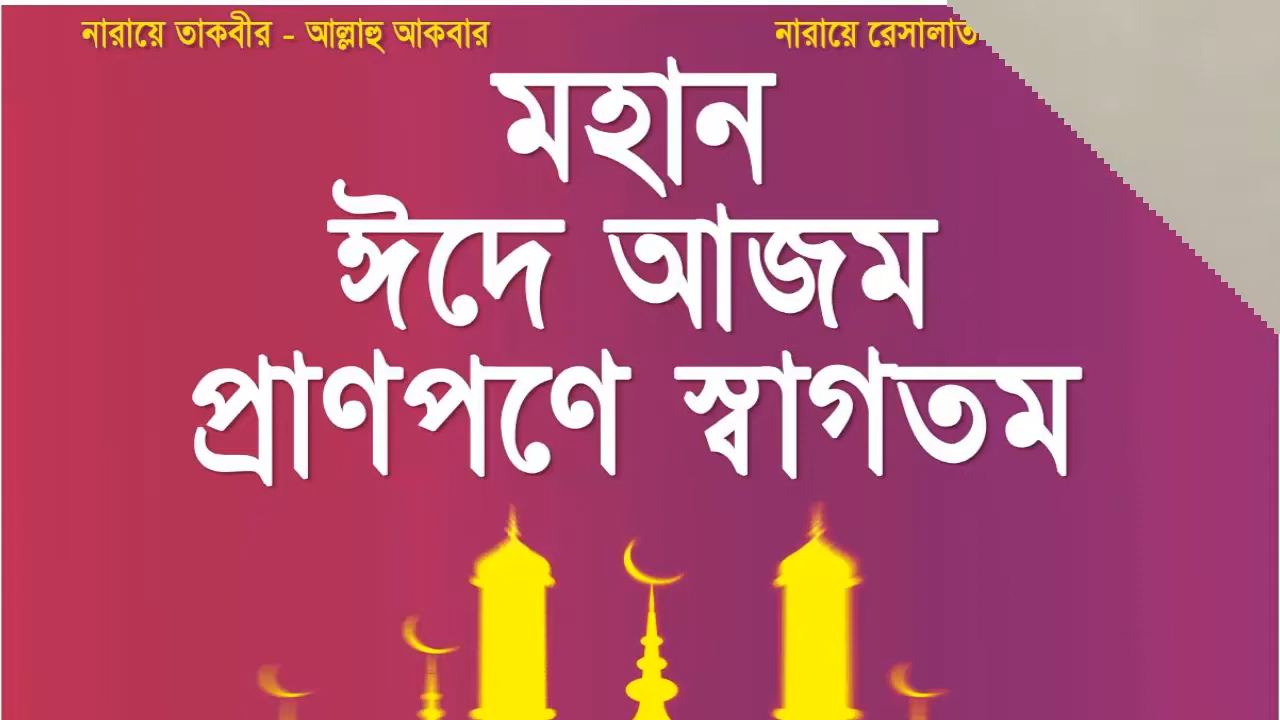 নারায়ে তাকবীর - আল্লাহু আকবার
নারায়ে রেসালাত
মহান
ঈদে আজম
প্রাণপণে স্বাগতম